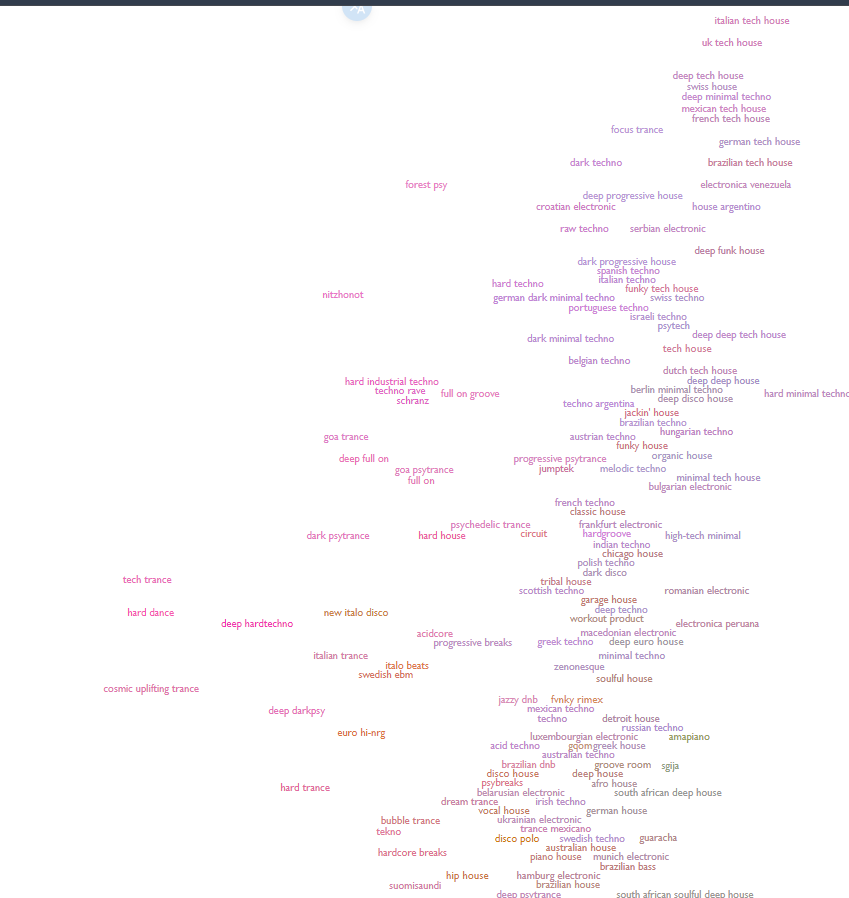 italian tech house
uk tech house
deep tech house
swiss house
deep minimal techno
mexican tech house
french tech house
focus trance
german tech house
dark techno
brazilian tech house
forest psy
electronica venezuela
deep progressive house
croatian electronic
house argentino
raw techno
serbian electronic
deep funk house
dark progressive house
spanish techno
italian techno
hard techno
funky tech house
nitzhonot
german dark minimal techno
swiss techno
portuguese techno
israeli techno
psytech
deep deep tech house
dark minimal techno
tech house
belgian techno
dutch tech house
hard industrial techno
deep deep house
techno rave
berlin minimal techno
full on groove
hard minimal techno
schranz
deep disco house
techno argentina
jackin' house
brazilian techno
hungarian techno
goa trance
austrian techno
funky house
organic house
deep full on
progressive psytrance
goa psytrance
jumptek
melodic techno
full on
minimal tech house
bulgarian electronic
french techno
classic house
psychedelic trance
frankfurt electronic
dark psytrance
hard house
circuit
hardgroove
high-tech minimal
indian techno
chicago house
polish techno
dark disco
tech trance
tribal house
scottish techno
romanian electronic
garage house
hard dance
new italo disco
deep techno
deep hardtechno
workout product
electronica peruana
acidcore
macedonian electronic
progressive breaks
greek techno
deep euro house
italian trance
minimal techno
italo beats
zenonesque
swedish ebm
soulful house
cosmic uplifting trance
jazzy dnb
fvnky rimex
deep darkpsy
mexican techno
techno
detroit house
russian techno
euro hi-nrg
luxembourgian electronic
amapiano
acid techno
gqom
greek house
australian techno
brazilian dnb
groove room
sgija
disco house
deep house
psybreaks
afro house
hard trance
belarusian electronic
south african deep house
dream trance
irish techno
vocal house
german house
bubble trance
ukrainian electronic
tekno
trance mexicano
disco polo
swedish techno
guaracha
australian house
hardcore breaks
piano house
munich electronic
brazilian bass
hip house
hamburg electronic
suomisaundi
brazilian house
deep psytrance
south african soulful deep house